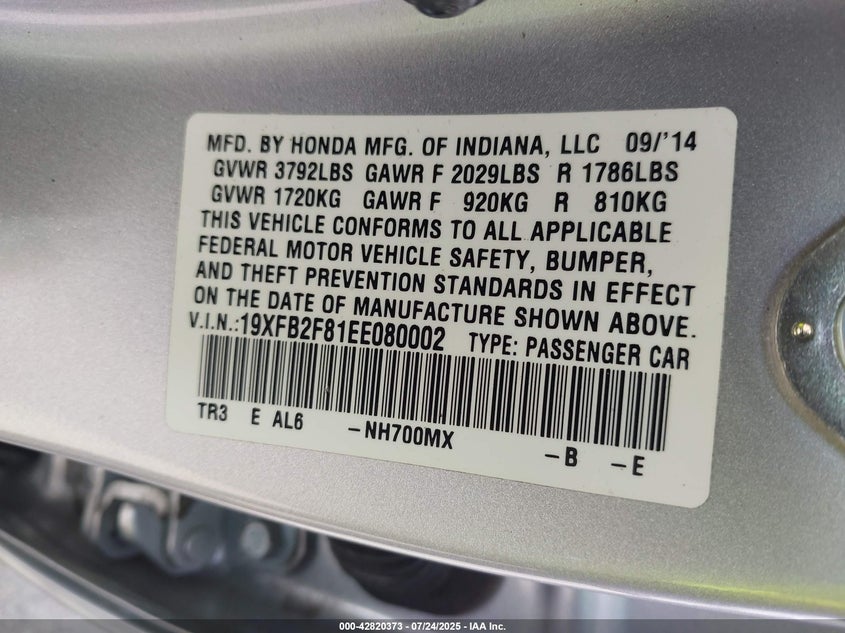 MFD. BY HONDA MFG. OF INDIANA, LLC 09/'14
GVWR 3792LBS GAWR F 2029LBS R 1786LBS
GVWR 1720KG GAWR F 920KG R 810KG
THIS VEHICLE CONFORMS TO ALL APPLICABLE
FEDERAL MOTOR VEHICLE SAFETY, BUMPER,
AND THEFT PREVENTION STANDARDS IN EFFECT
ON THE DATE OF MANUFACTURE SHOWN ABOVE.
V.I.N.:19XFB2F81EE080002 TYPE: PASSENGER CAR
TR3 E AL6 -NH700MX -B -E
000-42820373 - 07/24/2025 - IAA Inc.